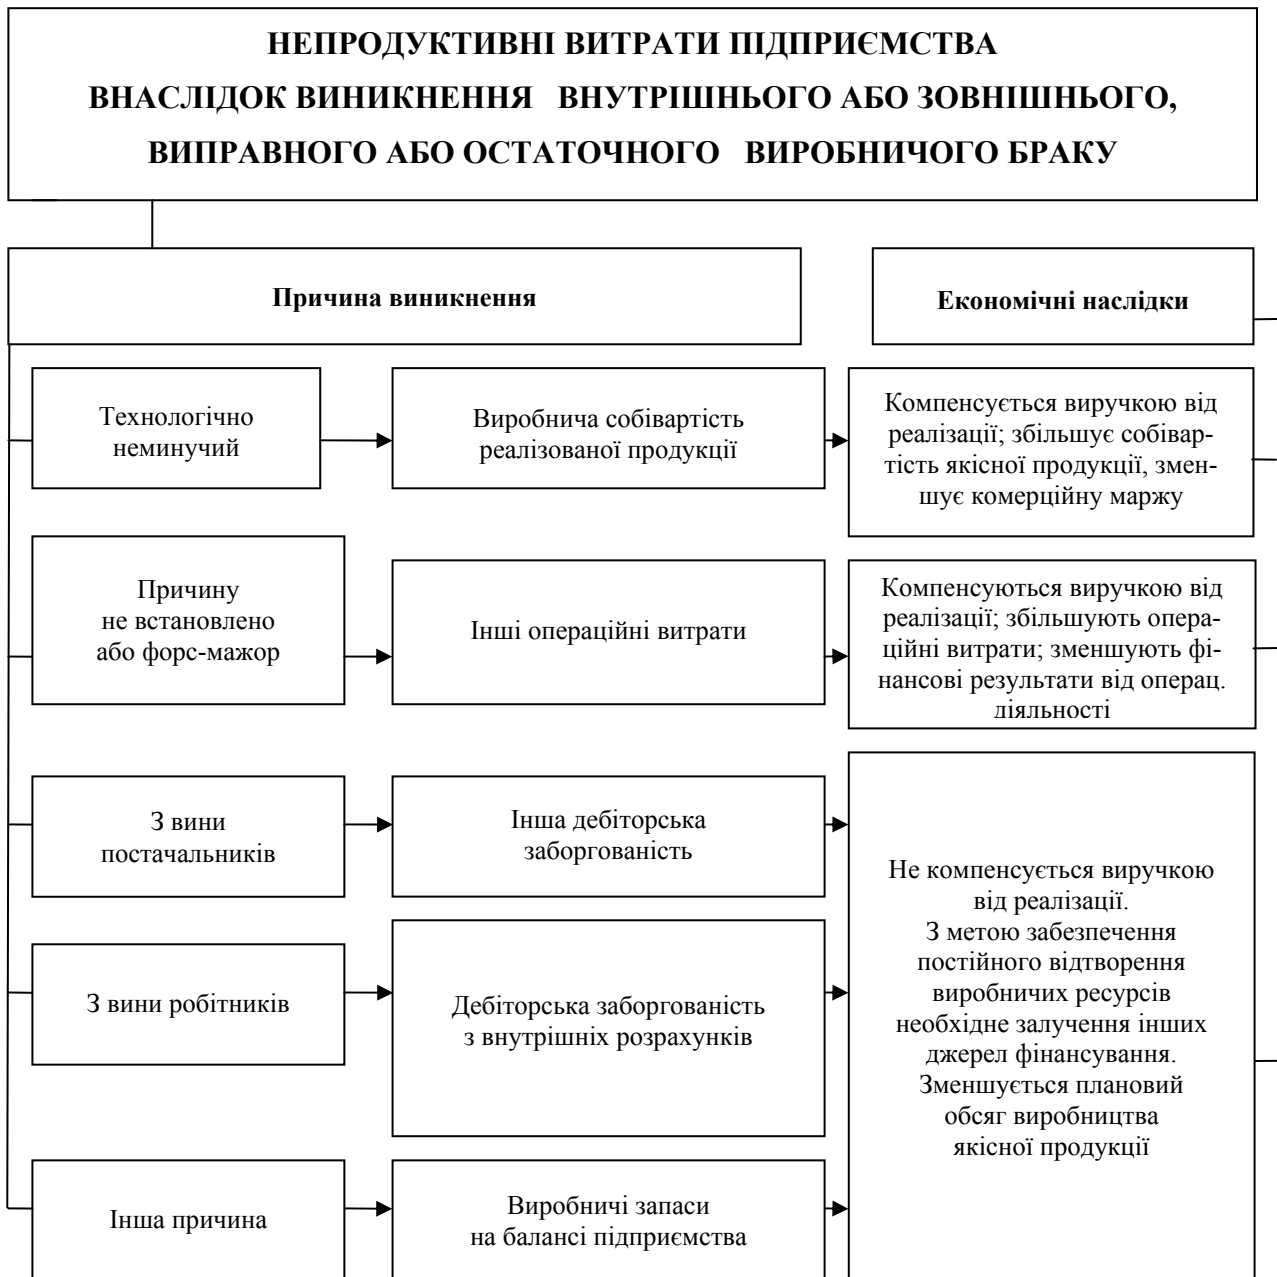 НЕПРОДУКТИВНІ ВИТРАТИ ПІДПРИЄМСТВА
ВНАСЛІДОК ВИНИКНЕННЯ ВНУТРІШНЬОГО АБО ЗОВНІШНЬОГО,
ВИПРАВНОГО АБО ОСТАТОЧНОГО ВИРОБНИЧОГО БРАКУ
Причина виникнення
Економічні наслідки
Технологічно
неминучий
Виробнича собівартість
реалізованої продукції
Компенсується виручкою від
реалізації; збільшує собівар-
тість якісної продукції, змен-
шує комерційну маржу
Причину
не встановлено
або форс-мажор
Інші операційні витрати
Компенсуються виручкою від
реалізації; збільшують опера-
ційні витрати; зменшують фі-
нансові результати від операц.
діяльності
З вини
постачальників
Інша дебіторська
заборгованість
Не компенсується виручкою
від реалізації.
З метою забезпечення
постійного відтворення
виробничих ресурсів
необхідне залучення інших
джерел фінансування.
Зменшується плановий
обсяг виробництва
якісної продукції
З вини робітників
Дебіторська заборгованість
з внутрішніх розрахунків
Інша причина
Виробничі запаси
на балансі підприємства